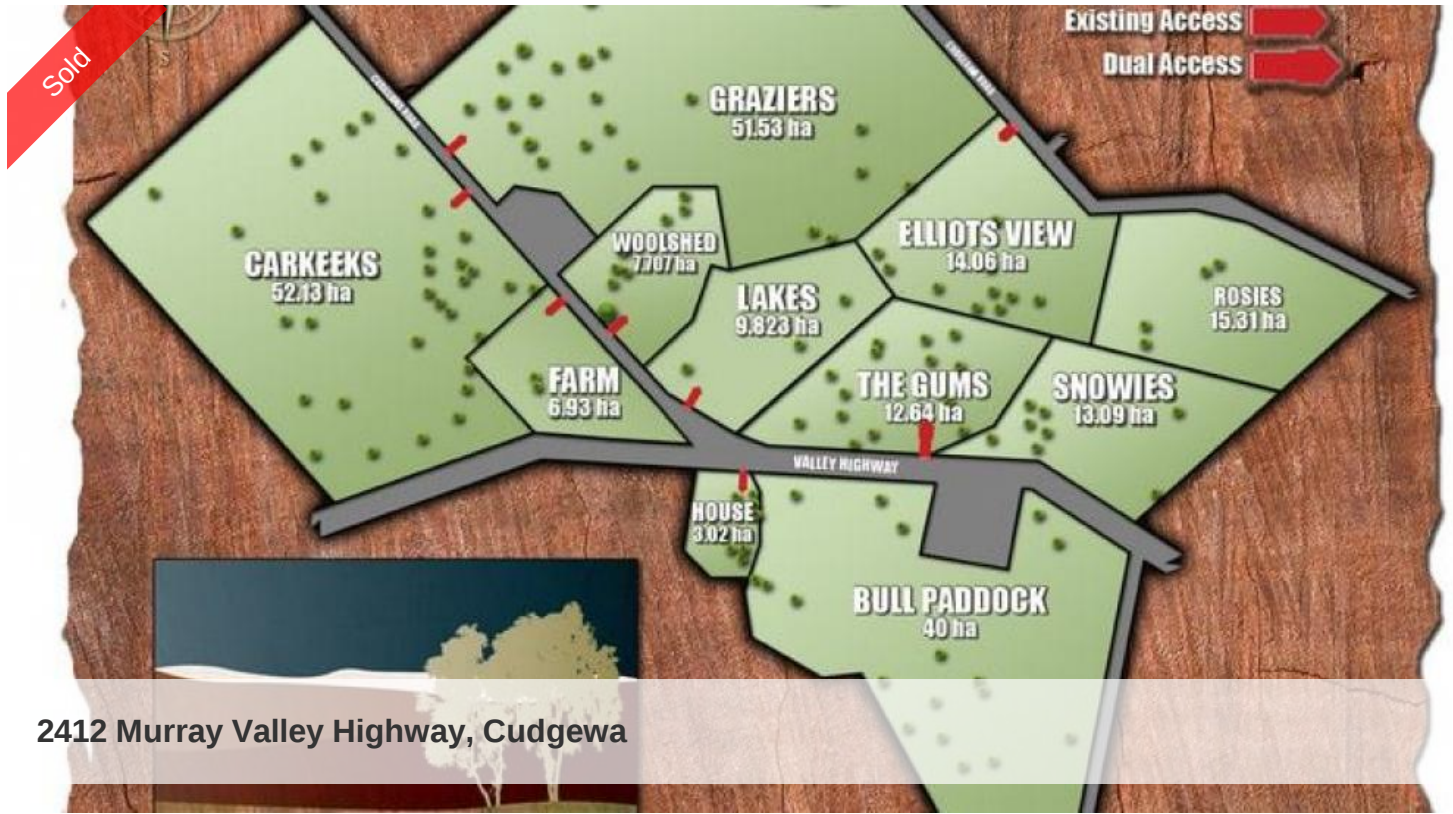 Sold
Existing Access
Dual Access
GRAZIERS
51.53 ha
WOOLSHED
7.707 ha
ELLIOTS VIEW
14.06 ha
CARKEEKS
52.13 ha
LAKES
9.823 ha
ROSIES
15.31 ha
FARM
6.93 ha
THE GUMS
12.64 ha
SNOWIES
13.09 ha
VALLEY HIGHWAY
HOUSE
3.02 ha
BULL PADDOCK
40 ha
2412 Murray Valley Highway, Cudgewa